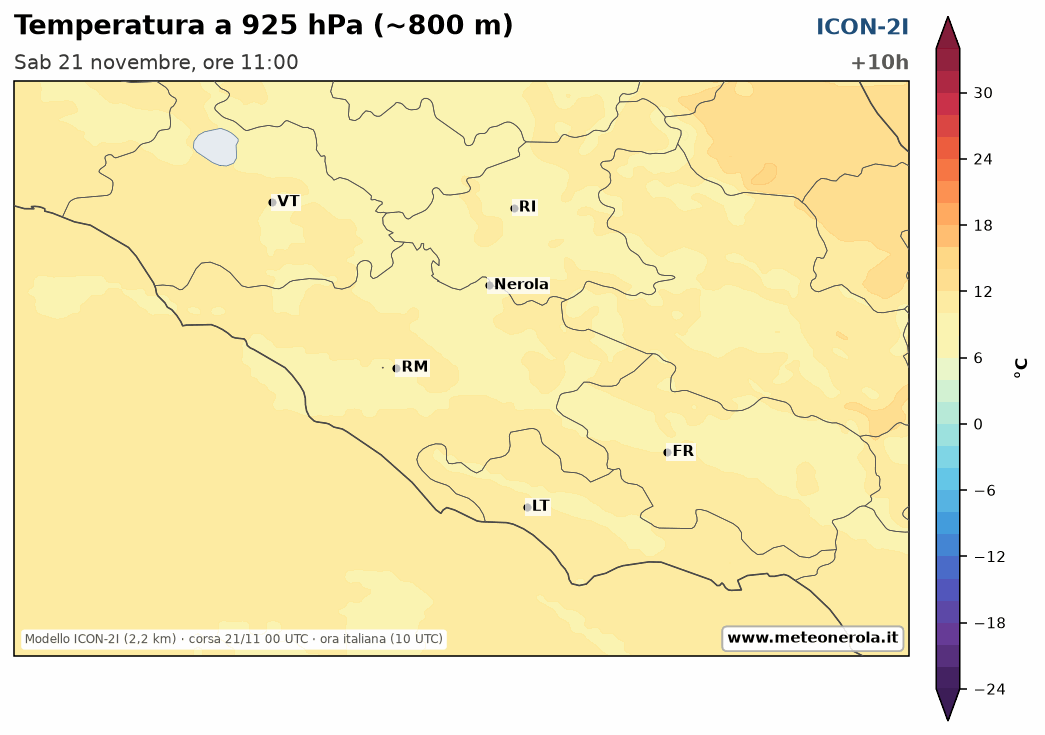 Temperatura a 925 hPa (~800 m)
ICON-2I
Sab 21 novembre, ore 11:00
+10h
VT
RI
Nerola
RM
FR
LT
30
24
18
12
6
0
−6
−12
−18
−24
°C
Modello ICON-2I (2,2 km) · corsa 21/11 00 UTC · ora italiana (10 UTC)
www.meteonerola.it